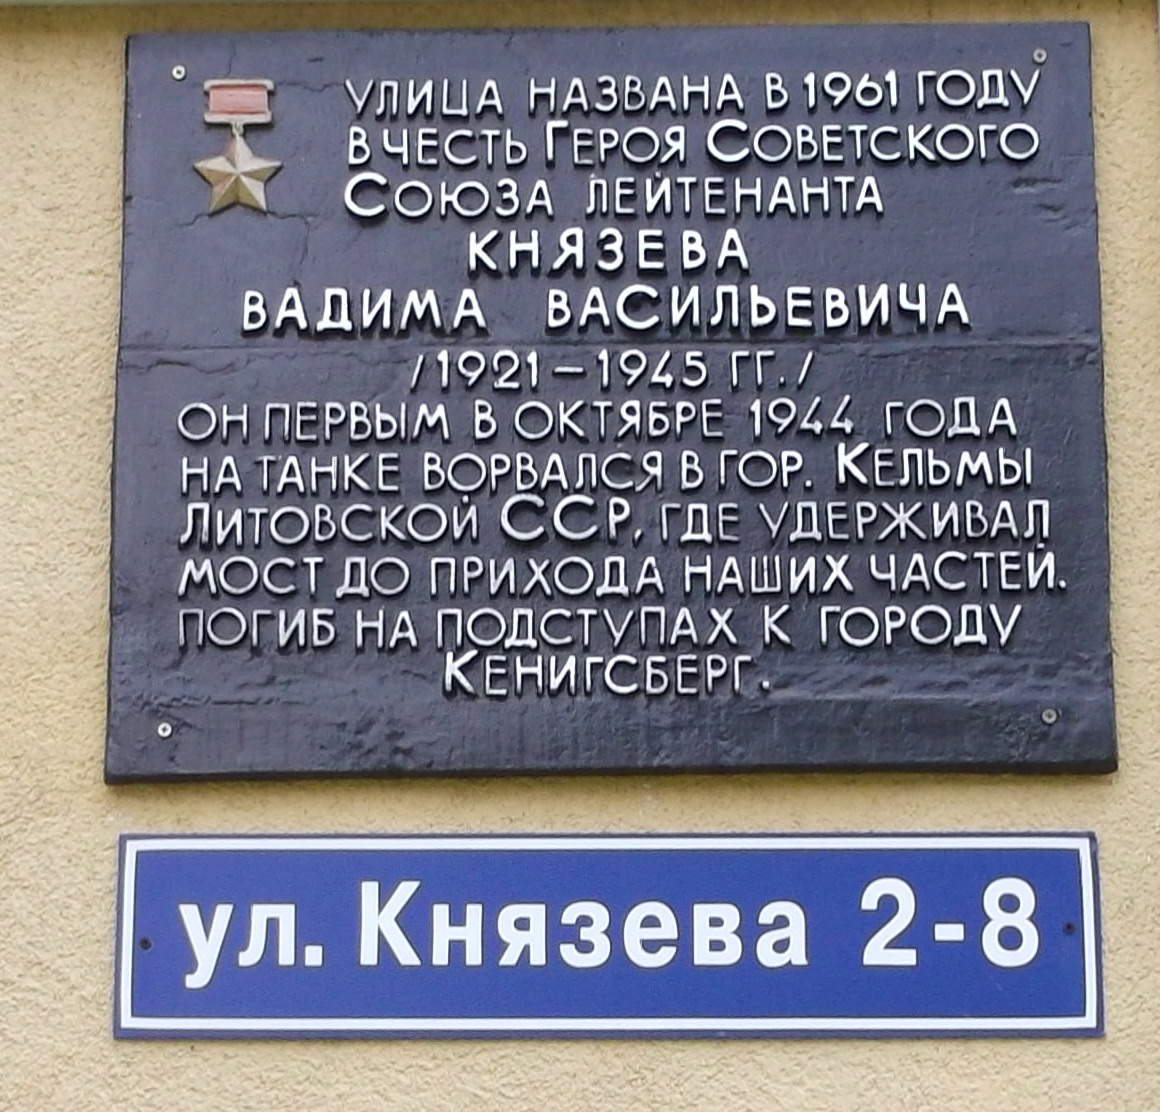 УЛИЦА НАЗВАНА В 1961 ГОДУ
В ЧЕСТЬ ГЕРОЯ СОВЕТСКОГО
СОЮЗА ЛЕЙТЕНАНТА
КНЯЗЕВА
ВАДИМА ВАСИЛЬЕВИЧА
/1921-1945 ГГ./
ОН ПЕРВЫМ В ОКТЯБРЕ 1944 ГОДА
НА ТАНКЕ ВОРВАЛСЯ В ГОР. КЕЛЬМЫ
ЛИТОВСКОЙ ССР, ГДЕ УДЕРЖИВАЛ
МОСТ ДО ПРИХОДА НАШИХ ЧАСТЕЙ.
ПОГИБ НА ПОДСТУПАХ К ГОРОДУ
КЕНИГСБЕРГ.
ул. Князева 2-8